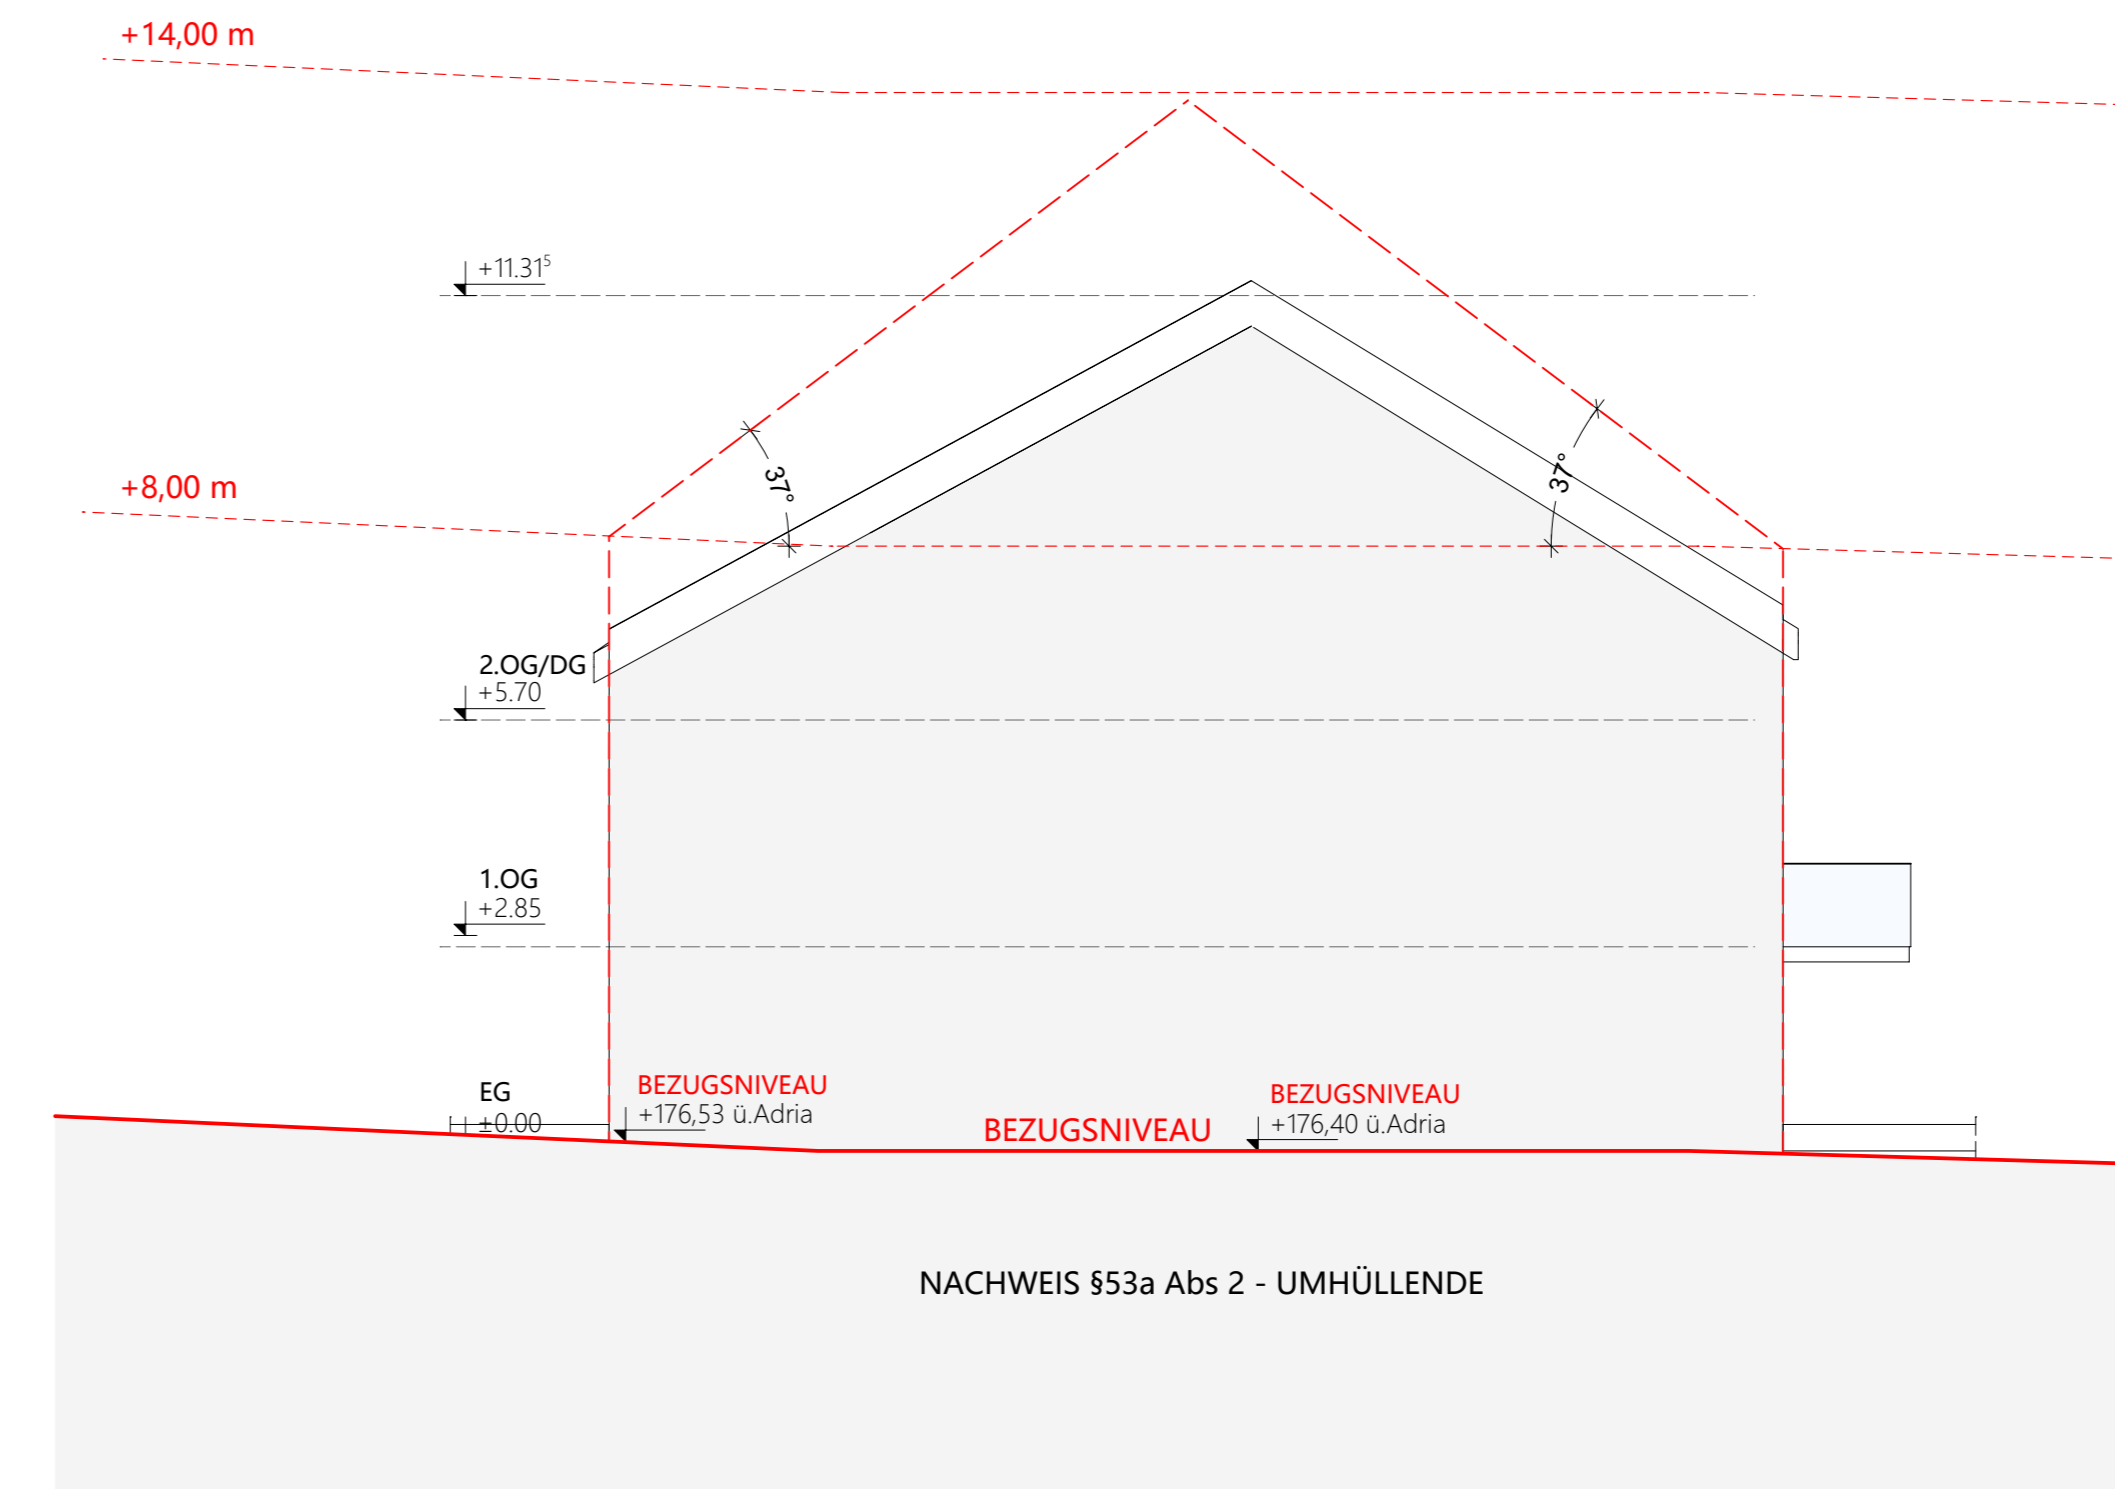 +14,00 m
+11.31⁵
37°
37°
+8,00 m
2.OG/DG
+5.70
1.OG
+2.85
EG
±0.00
BEZUGSNIVEAU
+176,53 ü.Adria
BEZUGSNIVEAU
BEZUGSNIVEAU
+176,40 ü.Adria
NACHWEIS §53a Abs 2 - UMHÜLLENDE